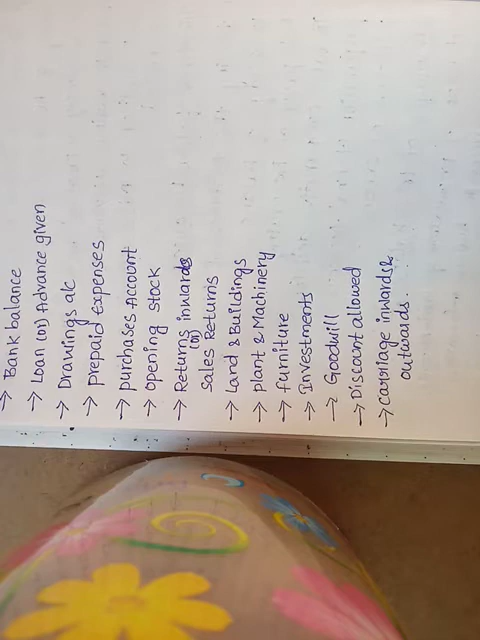 → Bank balance
→ Loan (or) Advance given
→ Drawings a/c
→ prepaid expenses
→ purchases Account
→ opening stock
→ Returns inwards
(or)
Sales Returns
→ Land & Buildings
→ plant & Machinery
→ furniture
→ Investments
→ Goodwill
→ Discount allowed
→ Carriage inwards &
outwards.